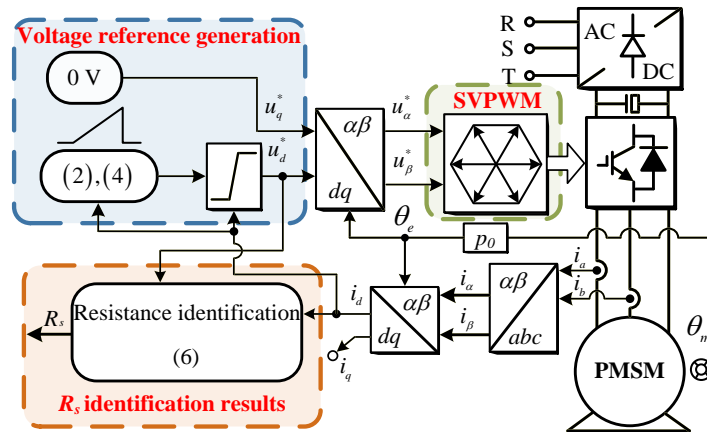 Voltage reference generation
0 V
u_q^*
(2),(4)
u_d^*
αβ
dq
u_α^*
u_β^*
SVPWM
R
S
T
AC
DC
θ_e
p_0
i_a
i_b
i_d
αβ
dq
i_q
i_α
i_β
αβ
abc
θ_m
PMSM
R_s
Resistance identification
(6)
R_s identification results